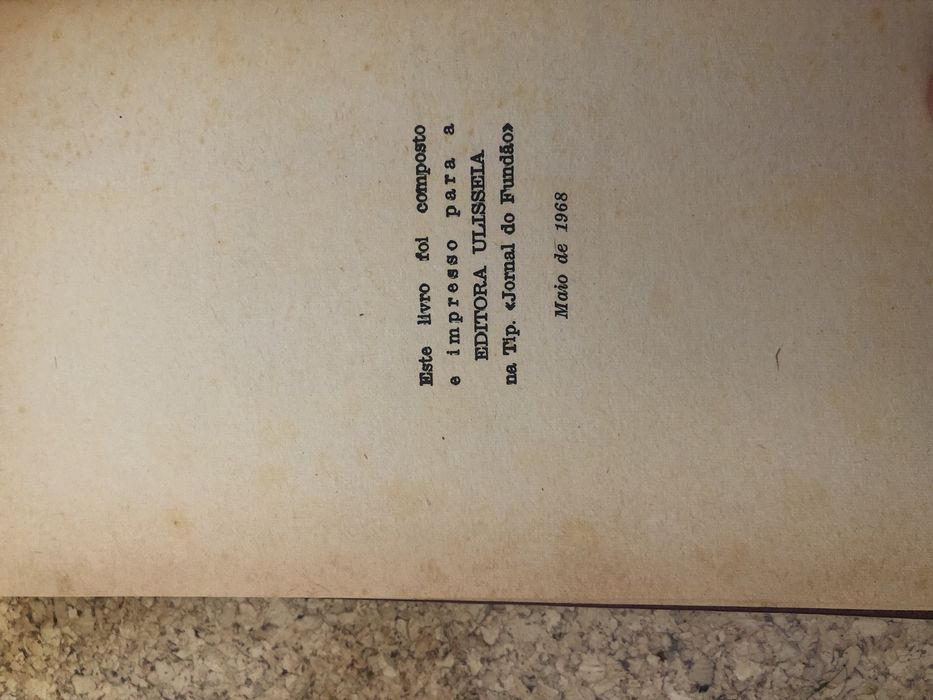 Este livro foi composto
e impresso para a
EDITORA ULISSEIA
na Tip. «Jornal do Fundão»
Maio de 1968